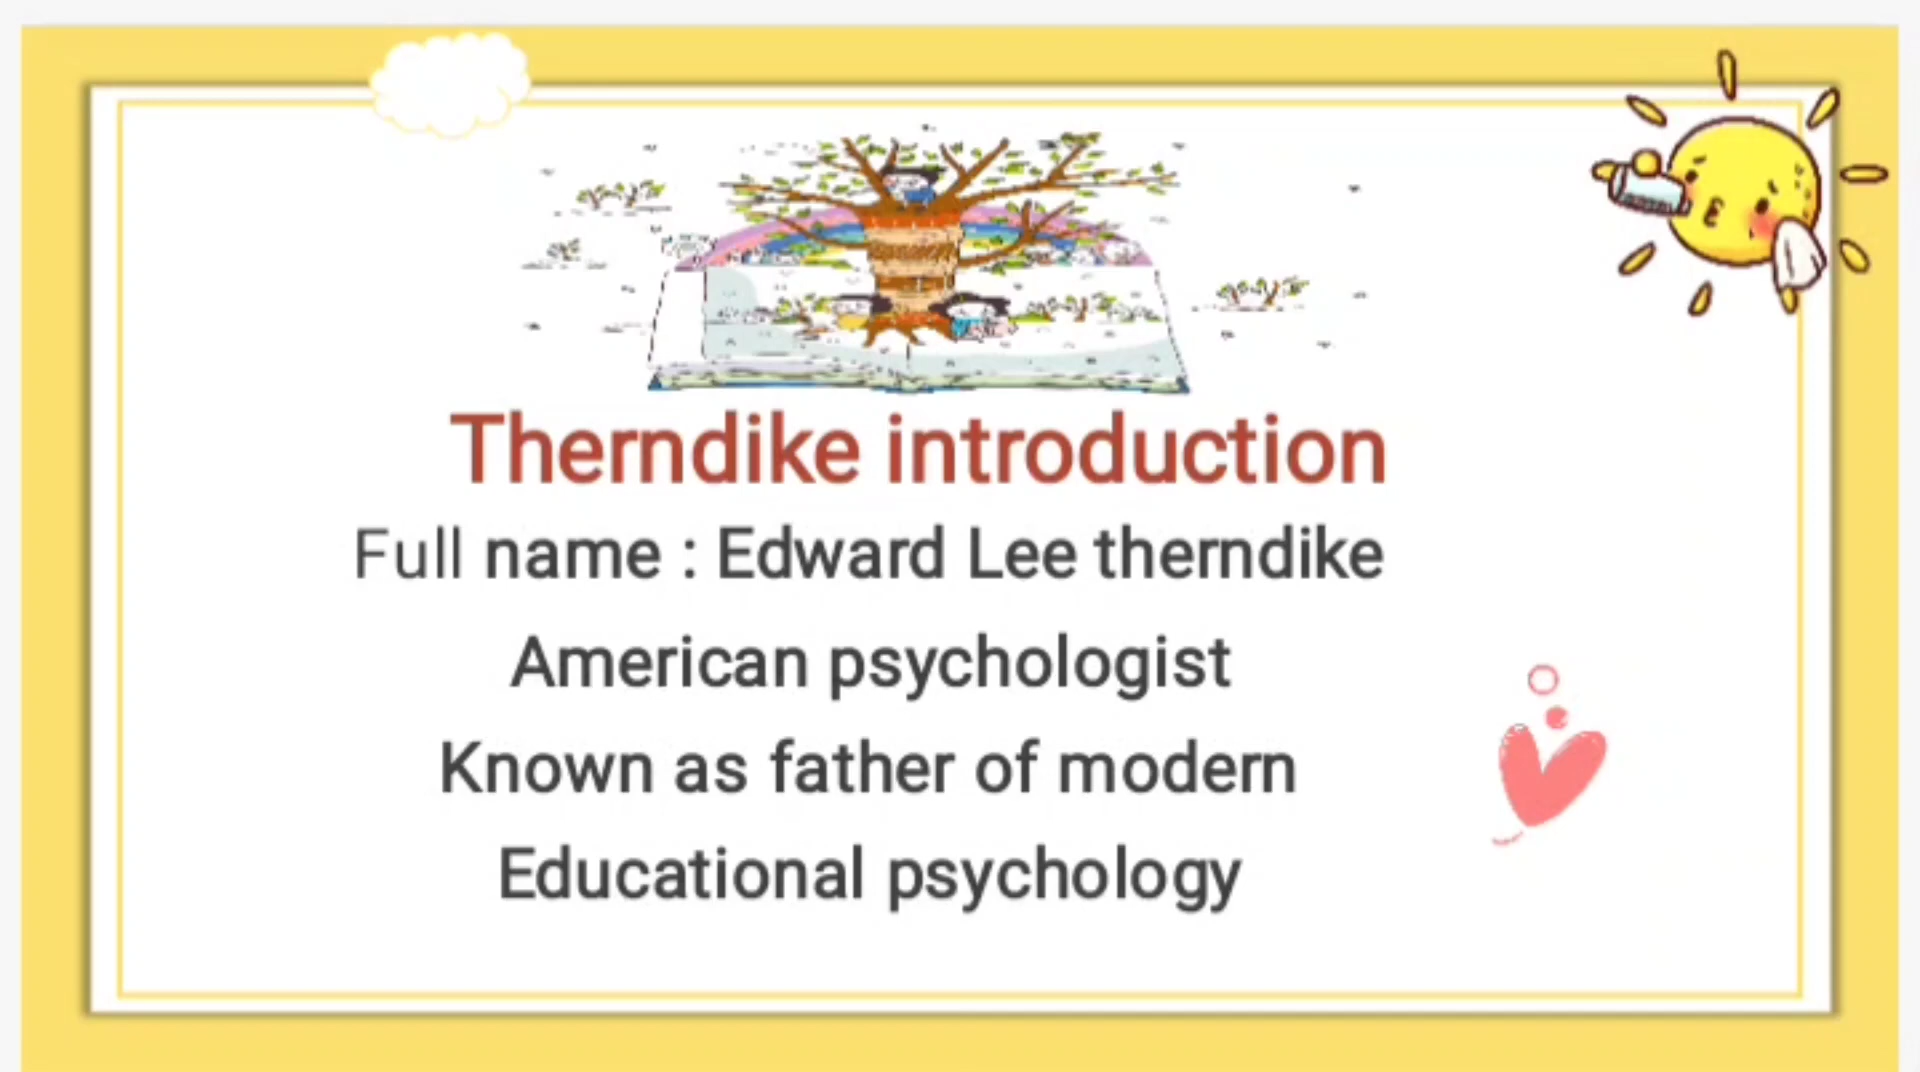 Therndike introduction
Full name : Edward Lee therndike
American psychologist
Known as father of modern
Educational psychology